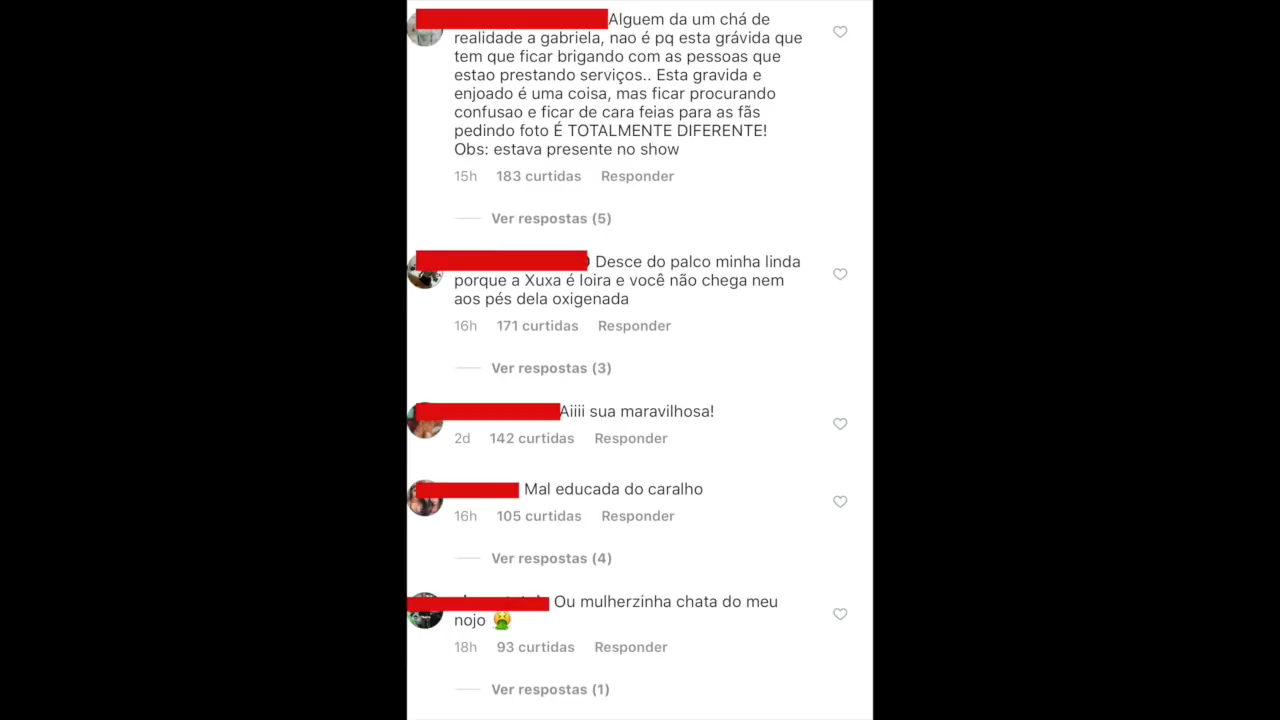 Alguem da um chá de
realidade a gabriela, nao é pq esta grávida que
tem que ficar brigando com as pessoas que
estao prestando serviços.. Esta gravida e
enjoado é uma coisa, mas ficar procurando
confusao e ficar de cara feias para as fãs
pedindo foto É TOTALMENTE DIFERENTE!
Obs: estava presente no show
15h 183 curtidas Responder
Ver respostas (5)
Desce do palco minha linda
porque a Xuxa é loira e você não chega nem
aos pés dela oxigenada
16h 171 curtidas Responder
Ver respostas (3)
Aiiii sua maravilhosa!
2d 142 curtidas Responder
Mal educada do caralho
16h 105 curtidas Responder
Ver respostas (4)
Ou mulherzinha chata do meu
nojo 🤮
18h 93 curtidas Responder
Ver respostas (1)